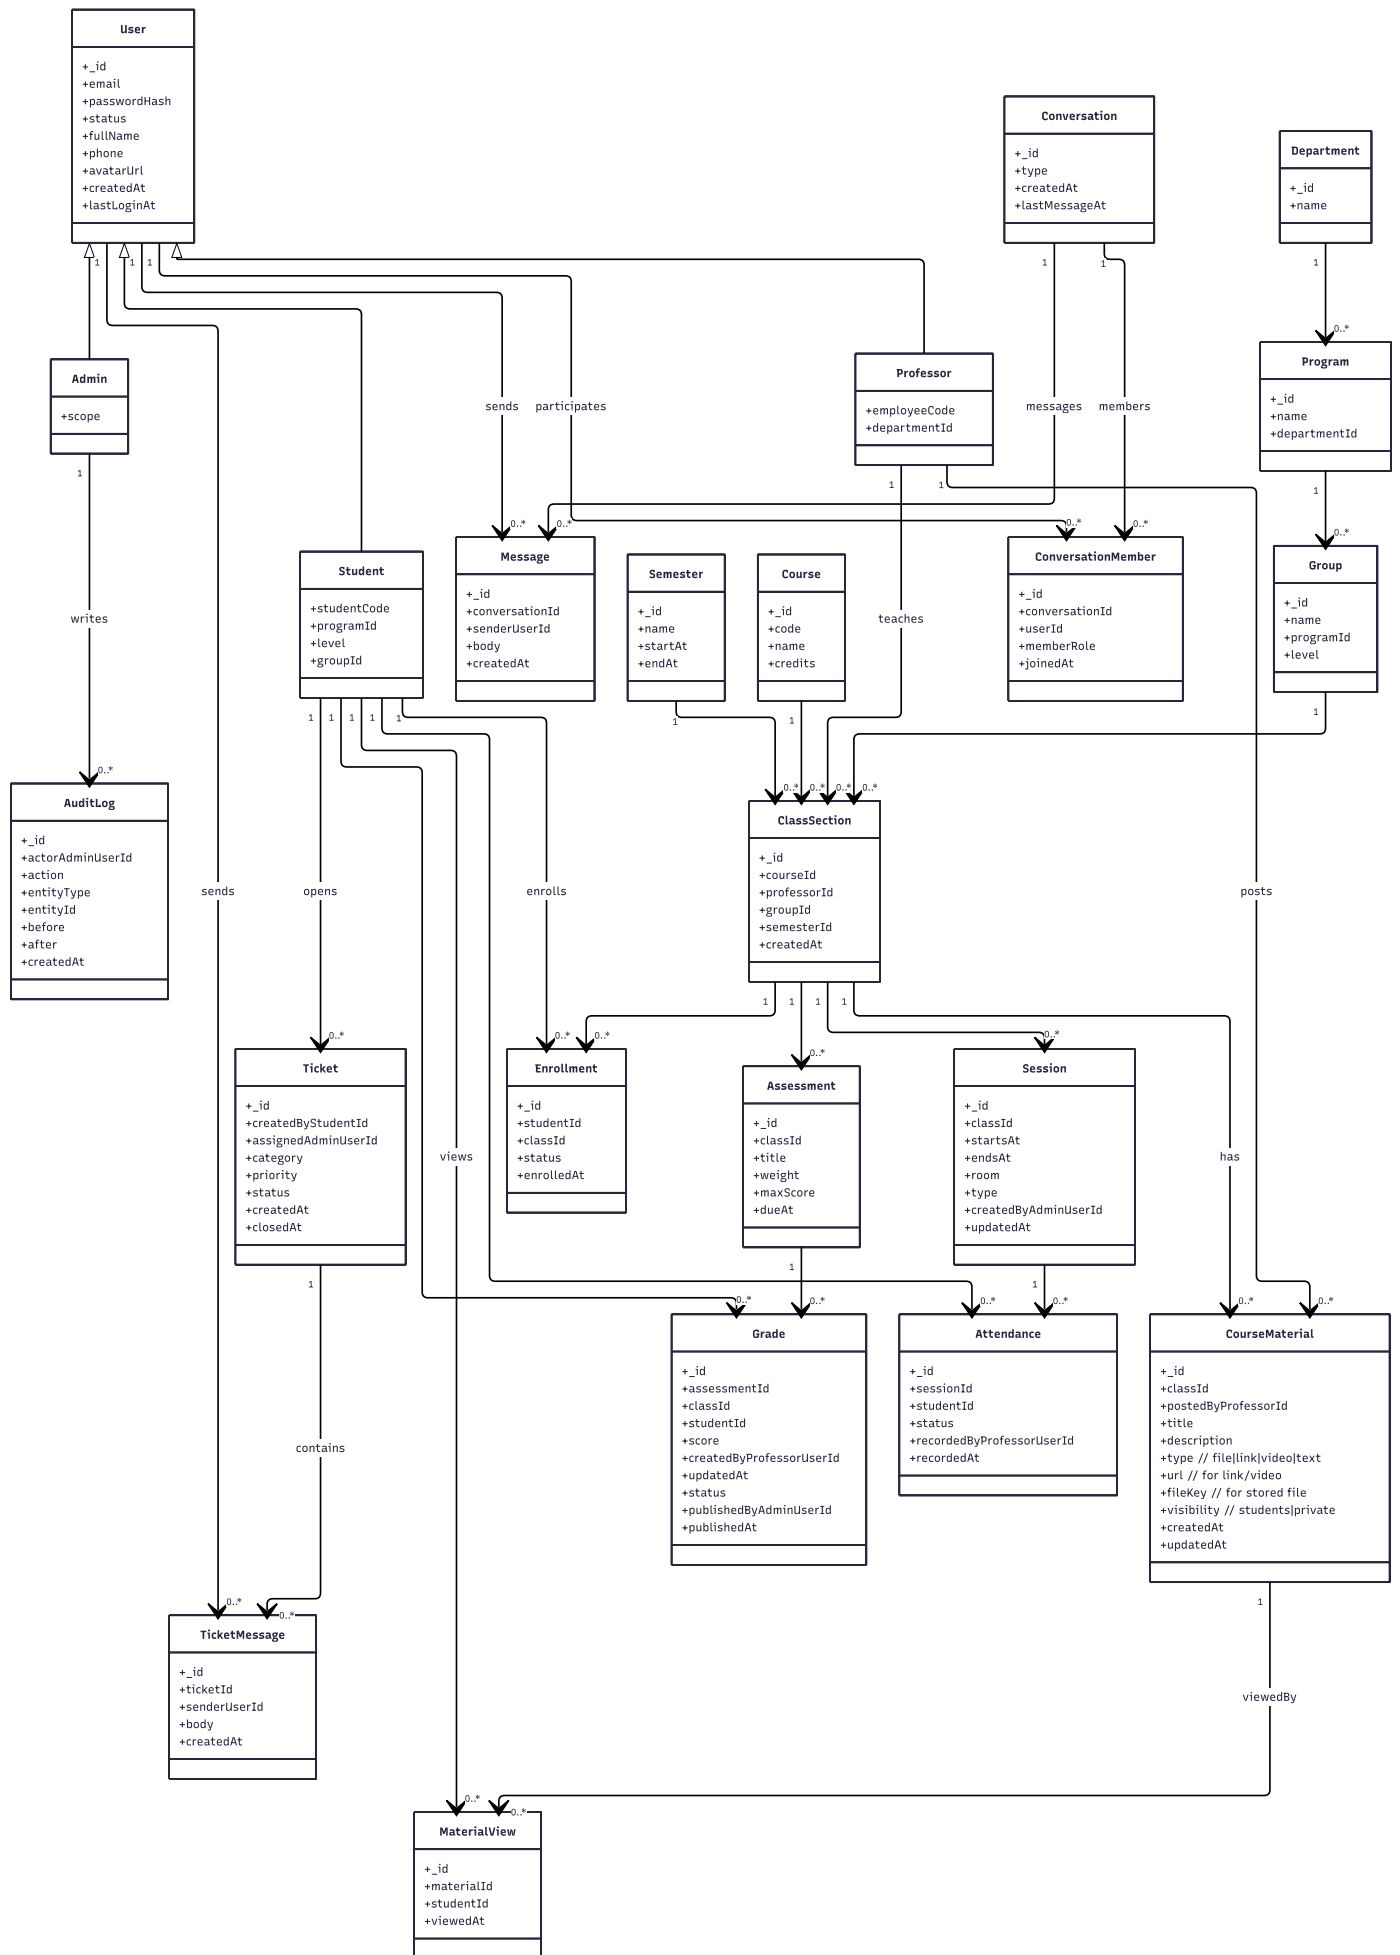 User
+_id
+email
+passwordHash
+status
+fullName
+phone
+avatarUrl
+createdAt
+lastLoginAt
Conversation
+_id
+type
+createdAt
+lastMessageAt
Department
+_id
+name
1
1
1
1
1
1
0..*
Admin
+scope
sends
participates
Professor
+employeeCode
+departmentId
messages
members
Program
+_id
+name
+departmentId
1
1
1
1
0..*
0..*
0..*
0..*
0..*
writes
Student
+studentCode
+programId
+level
+groupId
Message
+_id
+conversationId
+senderUserId
+body
+createdAt
Semester
+_id
+name
+startAt
+endAt
Course
+_id
+code
+name
+credits
teaches
ConversationMember
+_id
+conversationId
+userId
+memberRole
+joinedAt
Group
+_id
+name
+programId
+level
1
1
1
1
1
1
1
1
0..*
0..*
0..*
0..*
0..*
AuditLog
+_id
+actorAdminUserId
+action
+entityType
+entityId
+before
+after
+createdAt
sends
opens
enrolls
ClassSection
+_id
+courseId
+professorId
+groupId
+semesterId
+createdAt
posts
1
1
1
1
0..*
0..*
0..*
0..*
0..*
Ticket
+_id
+createdByStudentId
+assignedAdminUserId
+category
+priority
+status
+createdAt
+closedAt
views
Enrollment
+_id
+studentId
+classId
+status
+enrolledAt
Assessment
+_id
+classId
+title
+weight
+maxScore
+dueAt
Session
+_id
+classId
+startsAt
+endsAt
+room
+type
+createdByAdminUserId
+updatedAt
has
1
1
1
0..*
0..*
0..*
0..*
0..*
0..*
contains
Grade
+_id
+assessmentId
+classId
+studentId
+score
+createdByProfessorUserId
+updatedAt
+status
+publishedByAdminUserId
+publishedAt
Attendance
+_id
+sessionId
+studentId
+status
+recordedByProfessorUserId
+recordedAt
CourseMaterial
+_id
+classId
+postedByProfessorId
+title
+description
+type // file|link|video|text
+url // for link/video
+fileKey // for stored file
+visibility // students|private
+createdAt
+updatedAt
0..*
0..*
1
TicketMessage
+_id
+ticketId
+senderUserId
+body
+createdAt
viewedBy
0..*
0..*
MaterialView
+_id
+materialId
+studentId
+viewedAt